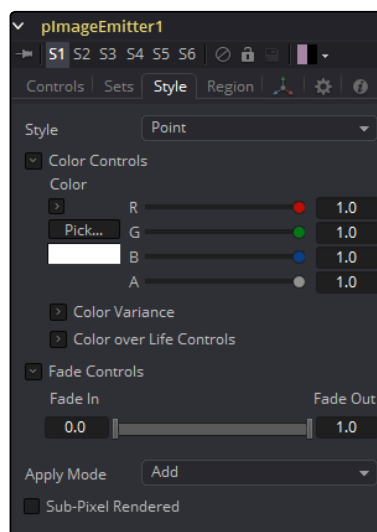 pImageEmitter1
S1 S2 S3 S4 S5 S6
Controls Sets Style Region
Style Point
Color Controls
Color
R 1.0
Pick... G 1.0
B 1.0
A 1.0
Color Variance
Color over Life Controls
Fade Controls
Fade In Fade Out
0.0 1.0
Apply Mode Add
Sub-Pixel Rendered